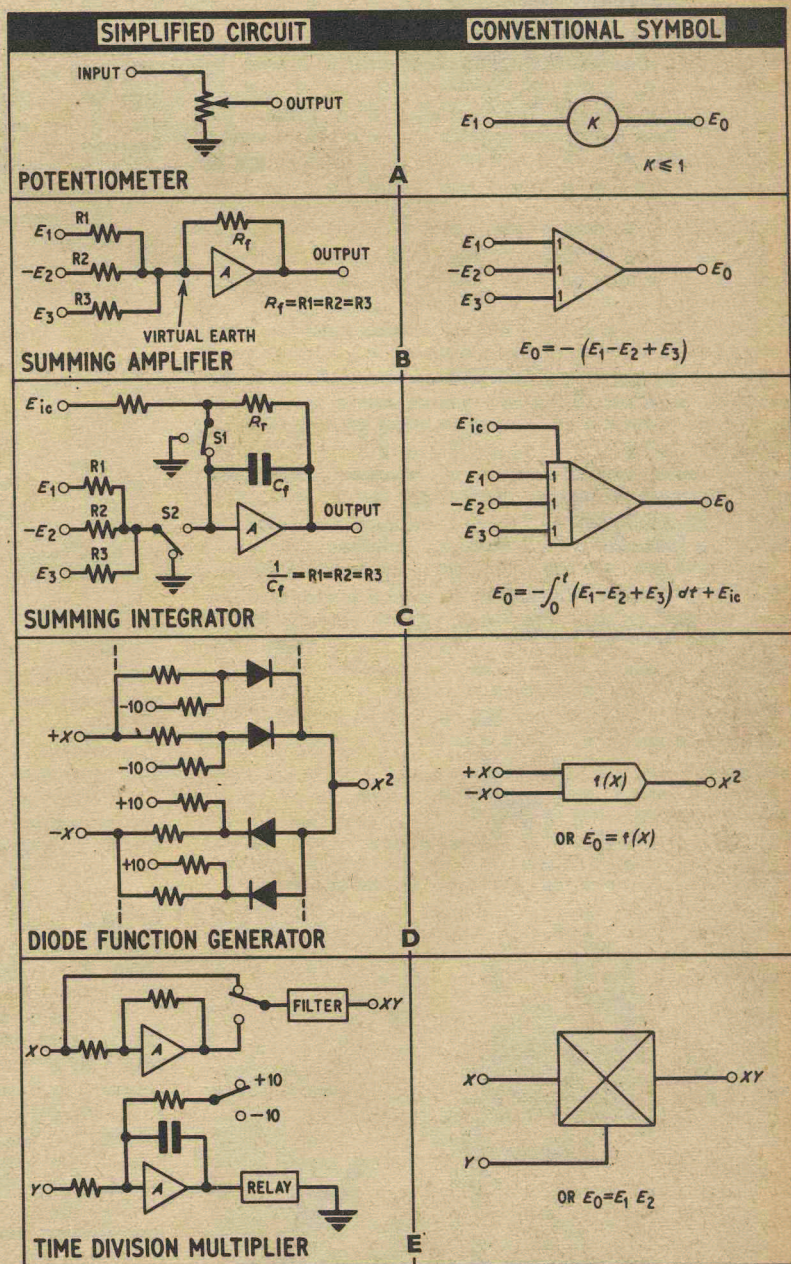 SIMPLIFIED CIRCUIT
CONVENTIONAL SYMBOL
INPUT
OUTPUT
POTENTIOMETER
A
E1
K
E0
K ≤ 1
R1
E1
R2
-E2
R3
E3
Rf
A
OUTPUT
Rf=R1=R2=R3
VIRTUAL EARTH
SUMMING AMPLIFIER
B
E1
1
-E2
1
E0
E3
1
E0 = - (E1-E2+E3)
Eic
Rr
S1
R1
E1
Cf
R2
S2
-E2
A
OUTPUT
R3
E3
1/Cf = R1=R2=R3
SUMMING INTEGRATOR
C
Eic
E1
1
-E2
1
E0
E3
1
E0 = -∫0t (E1-E2+E3) dt + Eic
-10
+X
-10
X2
+10
-X
+10
DIODE FUNCTION GENERATOR
D
+X
-X
f(X)
X2
OR E0 = f(X)
FILTER
XY
X
A
+10
-10
Y
A
RELAY
TIME DIVISION MULTIPLIER
E
X
XY
Y
OR E0=E1 E2